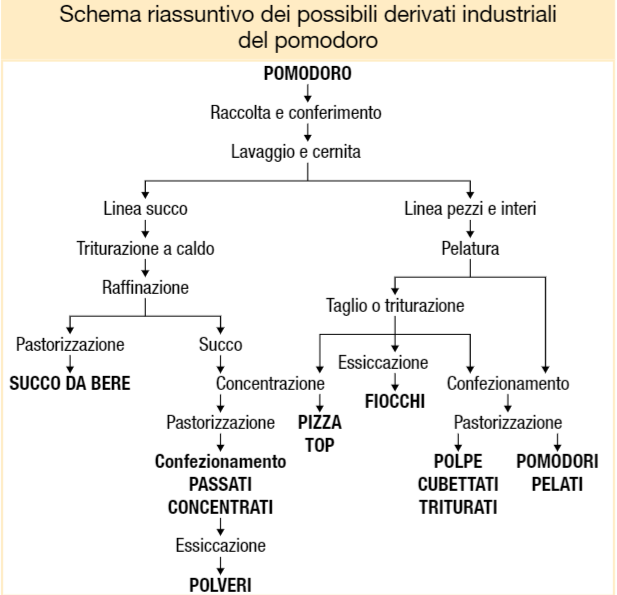 Schema riassuntivo dei possibili derivati industriali
del pomodoro
POMODORO
Raccolta e conferimento
Lavaggio e cernita
Linea succo
Linea pezzi e interi
Triturazione a caldo
Pelatura
Raffinazione
Taglio o triturazione
Pastorizzazione
Succo
Essiccazione
SUCCO DA BERE
Concentrazione
FIOCCHI
Confezionamento
Pastorizzazione
PIZZA
TOP
Pastorizzazione
Confezionamento
PASSATI
CONCENTRATI
POLPE
CUBETTATI
TRITURATI
POMODORI
PELATI
Essiccazione
POLVERI